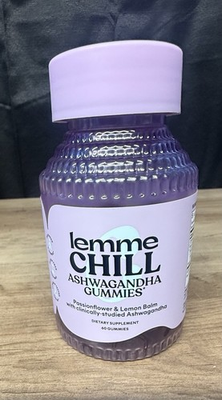 lemme
CHILL
ASHWAGANDHA
GUMMIES*
Passionflower & Lemon Balm
with clinically-studied Ashwagandha
DIETARY SUPPLEMENT
60 GUMMIES